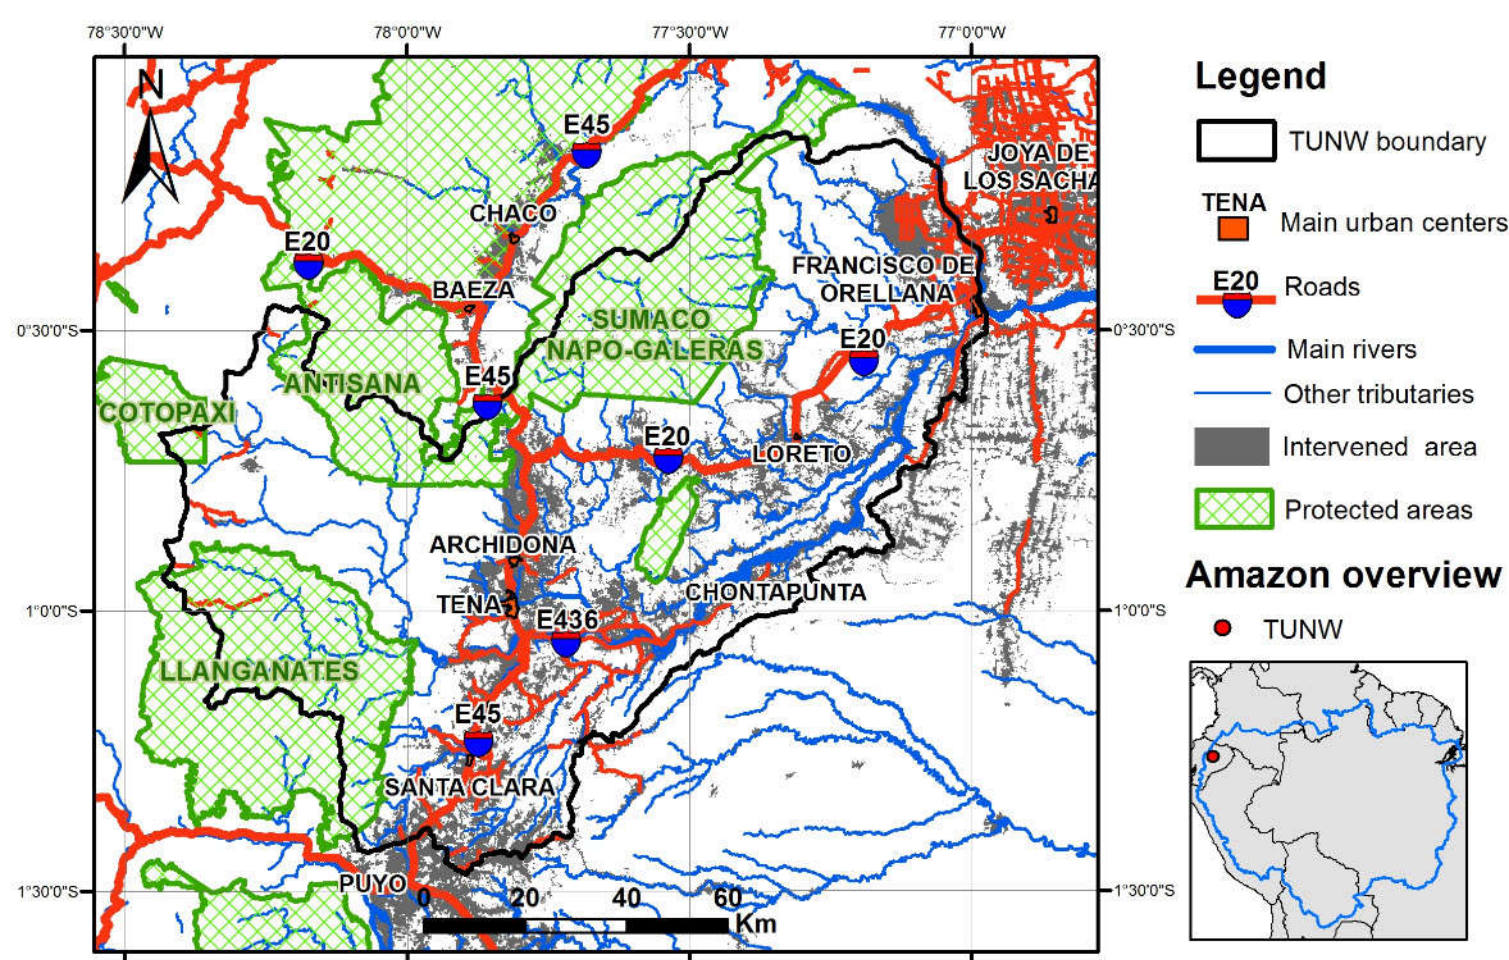 78°30'0"W
78°0'0"W
77°30'0"W
77°0'0"W
N
E45
JOYA DE
LOS SACHA
CHACO
E20
FRANCISCO DE
ORELLANA
BAEZA
0°30'0"S
0°30'0"S
SUMACO
NAPO-GALERAS
E20
ANTISANA
E45
COTOPAXI
E20
LORETO
ARCHIDONA
CHONTAPUNTA
TENA
1°0'0"S
1°0'0"S
E436
LLANGANATES
E45
SANTA CLARA
PUYO
1°30'0"S
1°30'0"S
0 20 40 60
Km
Legend
TUNW boundary
TENA
Main urban centers
E20
Roads
Main rivers
Other tributaries
Intervened area
Protected areas
Amazon overview
TUNW